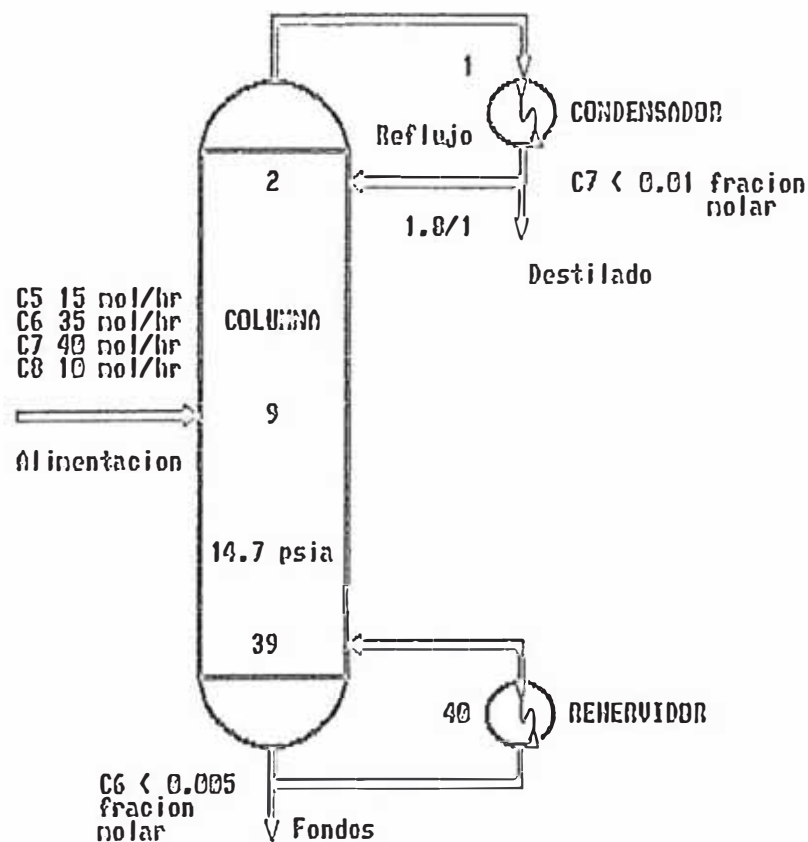 1
CONDENSADOR
Reflujo
2
C7 < 0.01 fracion
molar
1.8/1
Destilado
C5 15 mol/hr
C6 35 mol/hr
C7 40 mol/hr
C8 10 mol/hr
COLUMNA
9
Alimentacion
14.7 psia
39
40
REHERVIDOR
C6 < 0.005
fracion
molar
Fondos